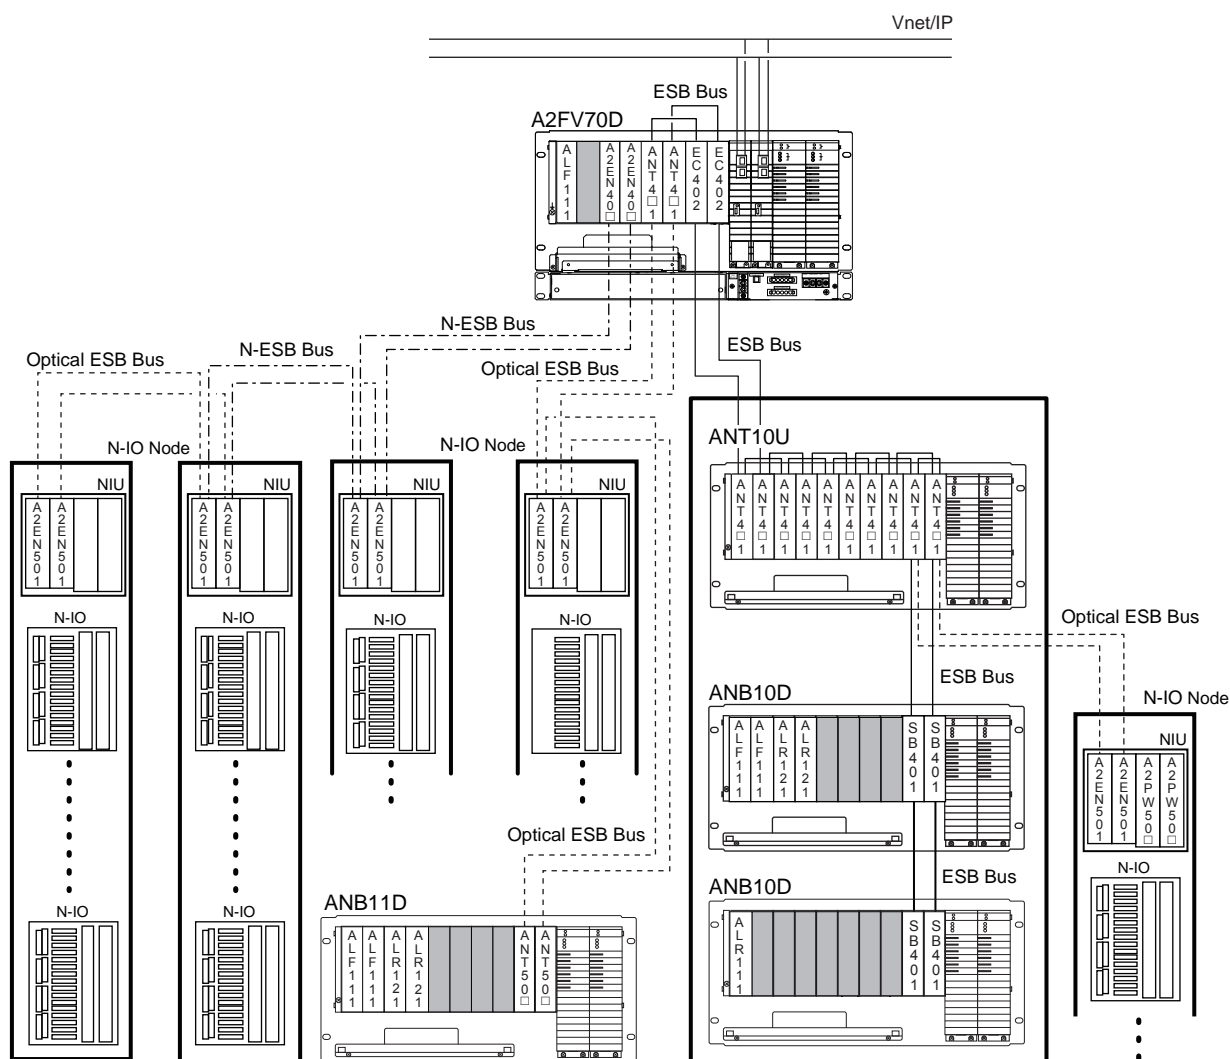 Vnet/IP
ESB Bus
A2FV70D
ALF111
A2EN40□
A2EN40□
ANT4□1
ANT4□1
EC402
EC402
N-ESB Bus
ESB Bus
Optical ESB Bus
N-ESB Bus
Optical ESB Bus
N-IO Node
N-IO Node
ANT10U
NIU
NIU
NIU
NIU
A2EN501
A2EN501
A2EN501
A2EN501
A2EN501
A2EN501
A2EN501
A2EN501
ANT4□1
ANT4□1
ANT4□1
ANT4□1
ANT4□1
ANT4□1
ANT4□1
ANT4□1
ANT4□1
ANT4□1
N-IO
N-IO
N-IO
N-IO
Optical ESB Bus
ESB Bus
ANB10D
N-IO Node
ALF111
ALF111
ALR121
ALR121
SB401
SB401
NIU
A2EN501
A2EN501
A2PW50□
A2PW50□
Optical ESB Bus
N-IO
ESB Bus
ANB10D
ANB11D
N-IO
N-IO
ALF111
ALF111
ALR121
ALR121
ANT50□
ANT50□
ALR111
SB401
SB401